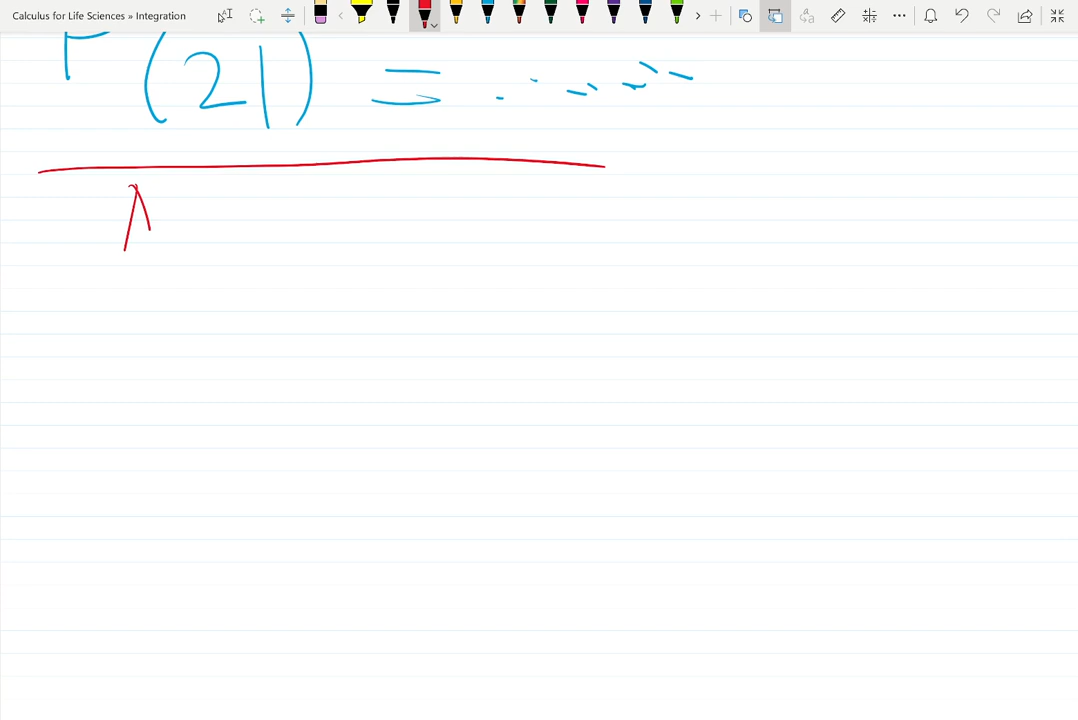 Calculus for Life Sciences » Integration
P(21) =